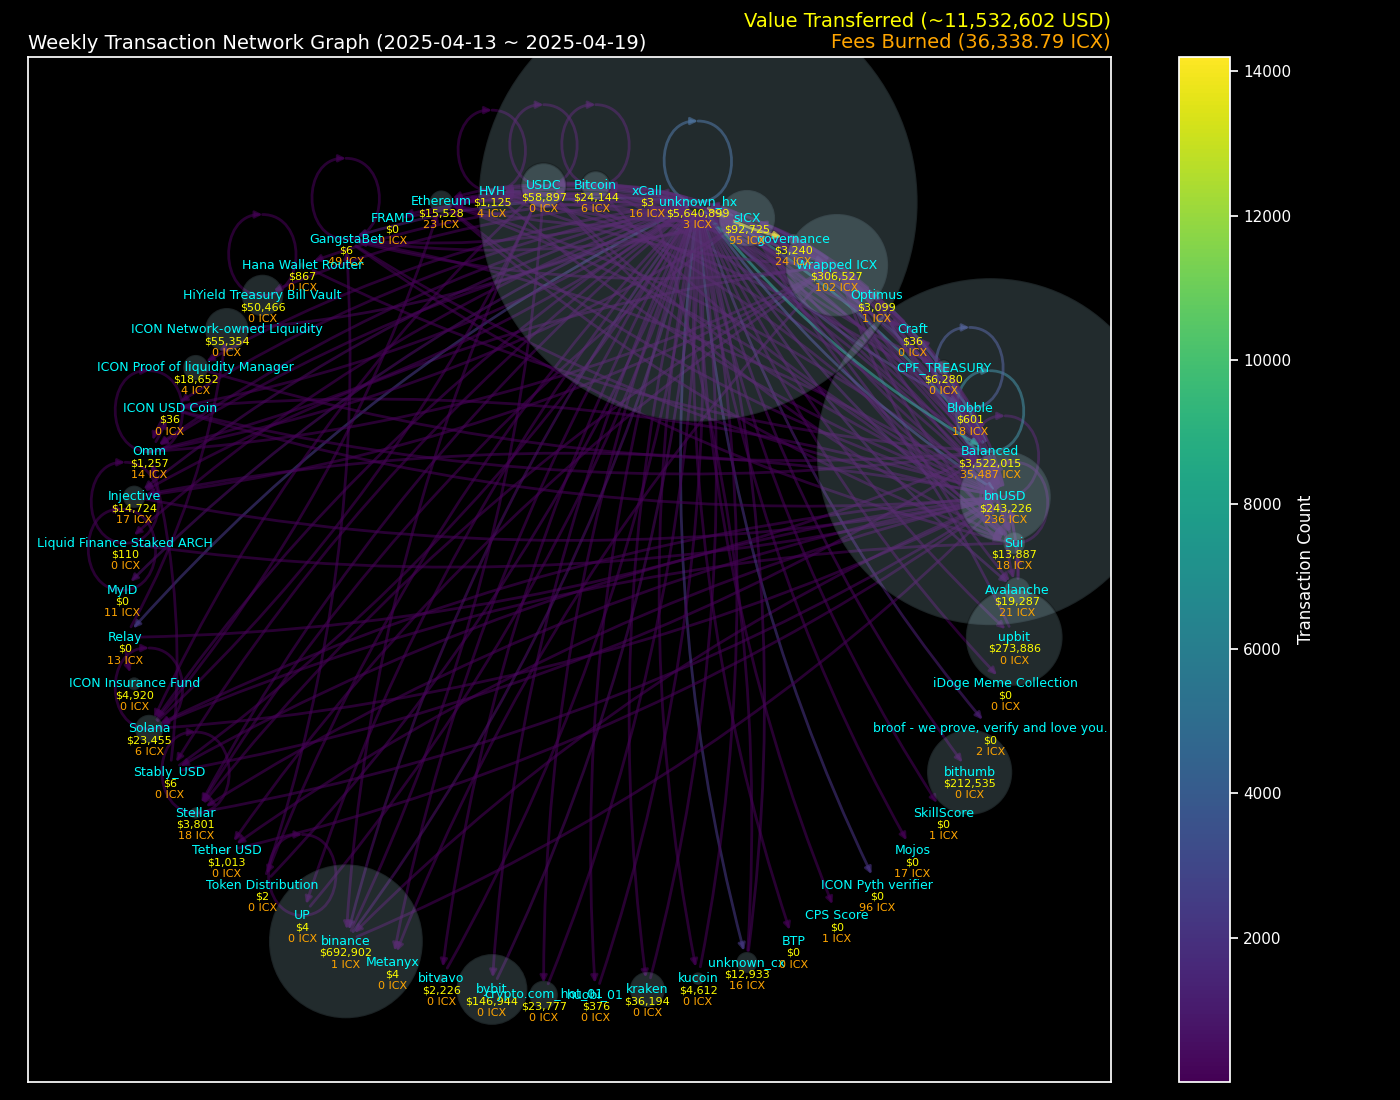 Value Transferred (~11,532,602 USD)
Weekly Transaction Network Graph (2025-04-13 ~ 2025-04-19)
Fees Burned (36,338.79 ICX)
USDC
$58,897
0 ICX
Bitcoin
$24,144
6 ICX
xCall
$3
16 ICX
unknown_hx
$5,640,899
3 ICX
HVH
$1,125
4 ICX
Ethereum
$15,528
23 ICX
sICX
$92,725
95 ICX
FRAMD
$0
0 ICX
governance
$3,240
24 ICX
GangstaBet
$6
49 ICX
Wrapped ICX
$306,527
102 ICX
Hana Wallet Router
$867
0 ICX
Optimus
$3,099
1 ICX
HiYield Treasury Bill Vault
$50,466
0 ICX
Craft
$36
0 ICX
ICON Network-owned Liquidity
$55,354
0 ICX
CPF_TREASURY
$6,280
0 ICX
ICON Proof of liquidity Manager
$18,652
4 ICX
Blobble
$601
18 ICX
ICON USD Coin
$36
0 ICX
Balanced
$3,522,015
35,487 ICX
Omm
$1,257
14 ICX
bnUSD
$243,226
236 ICX
Injective
$14,724
17 ICX
Sui
$13,887
18 ICX
Liquid Finance Staked ARCH
$110
0 ICX
Avalanche
$19,287
21 ICX
MyID
$0
11 ICX
upbit
$273,886
0 ICX
Relay
$0
13 ICX
iDoge Meme Collection
$0
0 ICX
ICON Insurance Fund
$4,920
0 ICX
broof - we prove, verify and love you.
$0
2 ICX
Solana
$23,455
6 ICX
bithumb
$212,535
0 ICX
Stably_USD
$6
0 ICX
SkillScore
$0
1 ICX
Stellar
$3,801
18 ICX
Mojos
$0
17 ICX
Tether USD
$1,013
0 ICX
ICON Pyth verifier
$0
96 ICX
Token Distribution
$2
0 ICX
CPS Score
$0
1 ICX
UP
$4
0 ICX
BTP
$0
0 ICX
binance
$692,902
1 ICX
Metanyx
$4
0 ICX
unknown_cx
$12,933
16 ICX
bitvavo
$2,226
0 ICX
kucoin
$4,612
0 ICX
bybit
$146,944
0 ICX
crypto.com_hot_01
$23,777
0 ICX
huobi_01
$376
0 ICX
kraken
$36,194
0 ICX
14000
12000
10000
8000
6000
4000
2000
Transaction Count